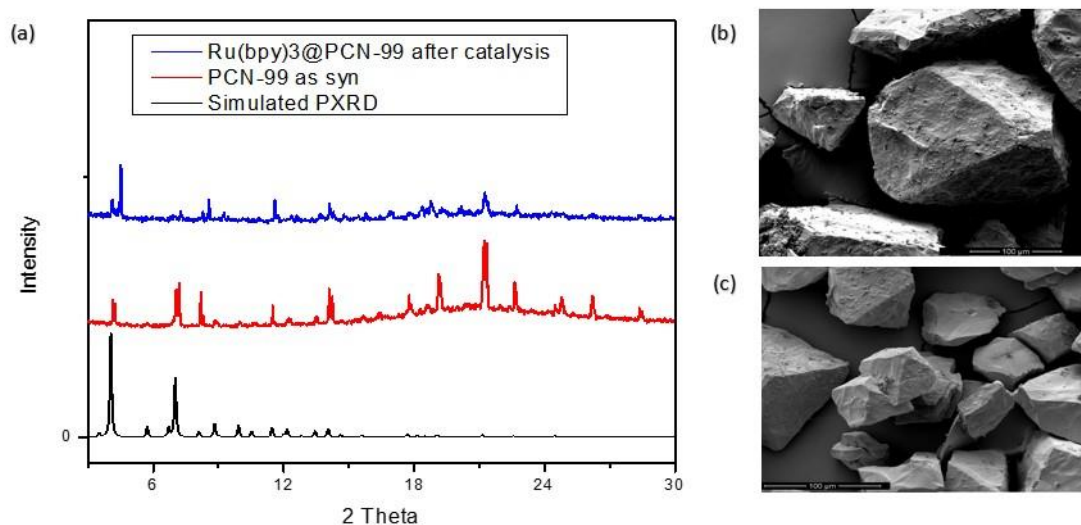 (a)
Ru(bpy)3@PCN-99 after catalysis
PCN-99 as syn
Simulated PXRD
Intensity
0
6
12
18
24
30
2 Theta
(b)
100 µm
(c)
100 µm